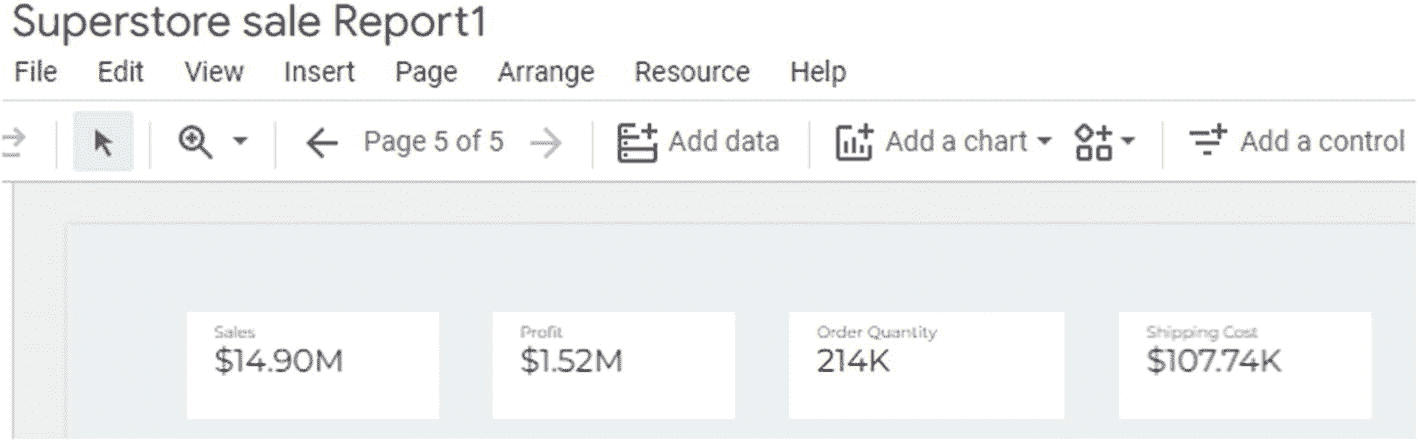 Superstore sale Report1
File Edit View Insert Page Arrange Resource Help
Page 5 of 5 Add data Add a chart Add a control
Sales Profit Order Quantity Shipping Cost
$14.90M $1.52M 214K $107.74K